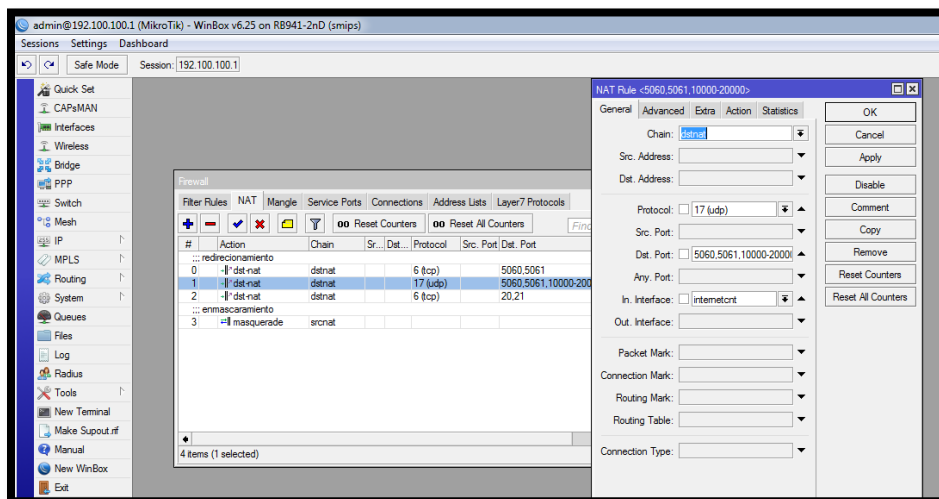 admin@192.100.100.1 (MikroTik) - WinBox v6.25 on RB941-2nD (smips)
Sessions Settings Dashboard
Safe Mode Session: 192.100.100.1
Quick Set
CAPsMAN
Interfaces
Wireless
Bridge
PPP
Switch
Mesh
IP
MPLS
Routing
System
Queues
Files
Log
Radius
Tools
New Terminal
Make Supout.rif
Manual
New WinBox
Exit
Firewall
Filter Rules NAT Mangle Service Ports Connections Address Lists Layer7 Protocols
00 Reset Counters 00 Reset All Counters Find
# Action Chain Sr... Dst... Protocol Src. Port Dst. Port
::: redirecionamiento
0 dst-nat dstnat 6 (tcp) 5060,5061
1 dst-nat dstnat 17 (udp) 5060,5061,10000-200
2 dst-nat dstnat 6 (tcp) 20,21
::: enmascaramiento
3 masquerade srcnat
4 items (1 selected)
NAT Rule <5060,5061,10000-20000>
General Advanced Extra Action Statistics
Chain: dstnat
Src. Address:
Dst. Address:
Protocol: 17 (udp)
Src. Port:
Dst. Port: 5060,5061,10000-20000
Any. Port:
In. Interface: internetcnt
Out. Interface:
Packet Mark:
Connection Mark:
Routing Mark:
Routing Table:
Connection Type:
OK
Cancel
Apply
Disable
Comment
Copy
Remove
Reset Counters
Reset All Counters